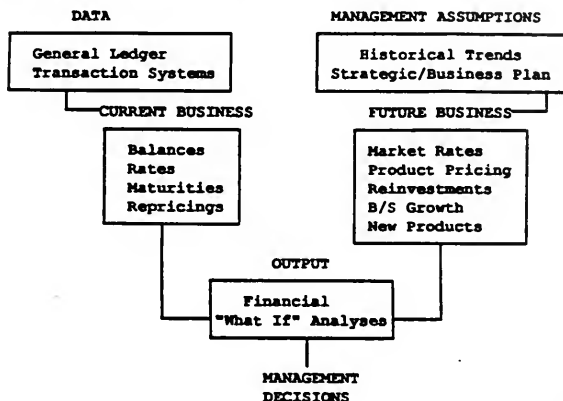 DATA
General Ledger
Transaction Systems
MANAGEMENT ASSUMPTIONS
Historical Trends
Strategic/Business Plan
CURRENT BUSINESS
Balances
Rates
Maturities
Repricings
FUTURE BUSINESS
Market Rates
Product Pricing
Reinvestments
B/S Growth
New Products
OUTPUT
Financial
"What If" Analyses
MANAGEMENT
DECISIONS